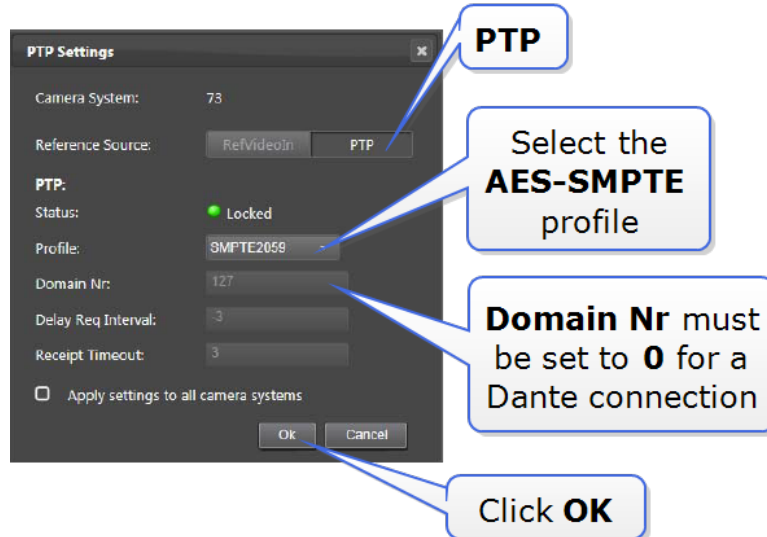 PTP Settings
PTP
Camera System: 73
Reference Source: RefVideoIn PTP
Select the
AES-SMPTE
profile
PTP:
Status: Locked
Profile: SMPTE2059
Domain Nr: 127
Domain Nr must
be set to 0 for a
Dante connection
Delay Req Interval: -3
Receipt Timeout: 3
Apply settings to all camera systems
Ok Cancel
Click OK